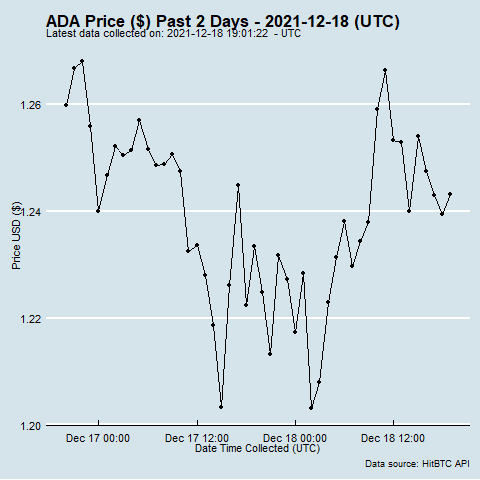 ADA Price ($) Past 2 Days - 2021-12-18 (UTC)
Latest data collected on: 2021-12-18 19:01:22 - UTC
1.26
1.24
1.22
1.20
Price USD ($)
Dec 17 00:00 Dec 17 12:00 Dec 18 00:00 Dec 18 12:00
Date Time Collected (UTC)
Data source: HitBTC API